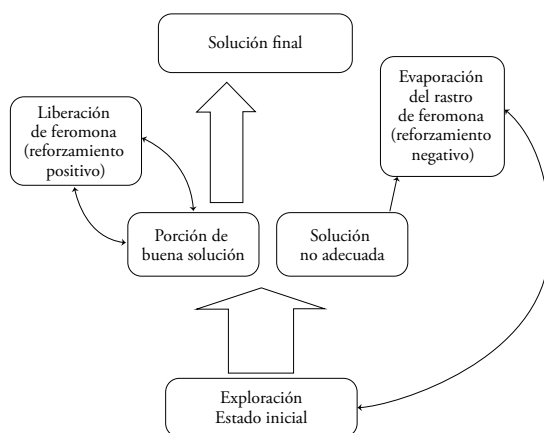 Solución final
Evaporación
del rastro
de feromona
(reforzamiento
negativo)
Liberación
de feromona
(reforzamiento
positivo)
Porción de
buena solución
Solución
no adecuada
Exploración
Estado inicial